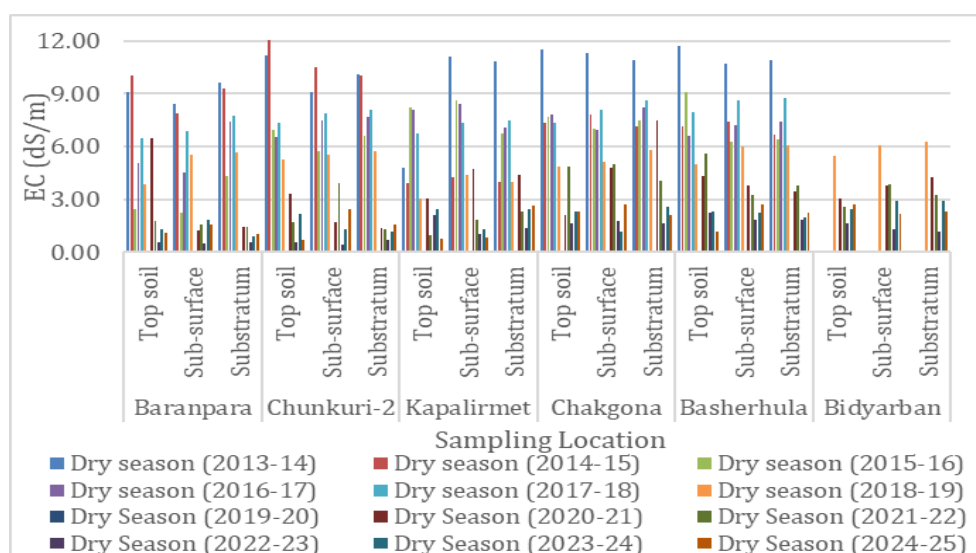 12.00
9.00
6.00
3.00
0.00
EC (dS/m)
Top soil Sub-surface Substratum Top soil Sub-surface Substratum Top soil Sub-surface Substratum Top soil Sub-surface Substratum Top soil Sub-surface Substratum Top soil Sub-surface Substratum
Baranpara Chunkuri-2 Kapalirmet Chakgona Basherhula Bidyarban
Sampling Location
Dry season (2013-14) Dry season (2014-15) Dry season (2015-16)
Dry season (2016-17) Dry season (2017-18) Dry season (2018-19)
Dry Season (2019-20) Dry Season (2020-21) Dry Season (2021-22)
Dry Season (2022-23) Dry Season (2023-24) Dry Season (2024-25)